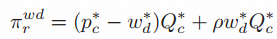 π_r^{wd} = (p_c^* − w_d^*)Q_c^* + ρw_d^*Q_c^*